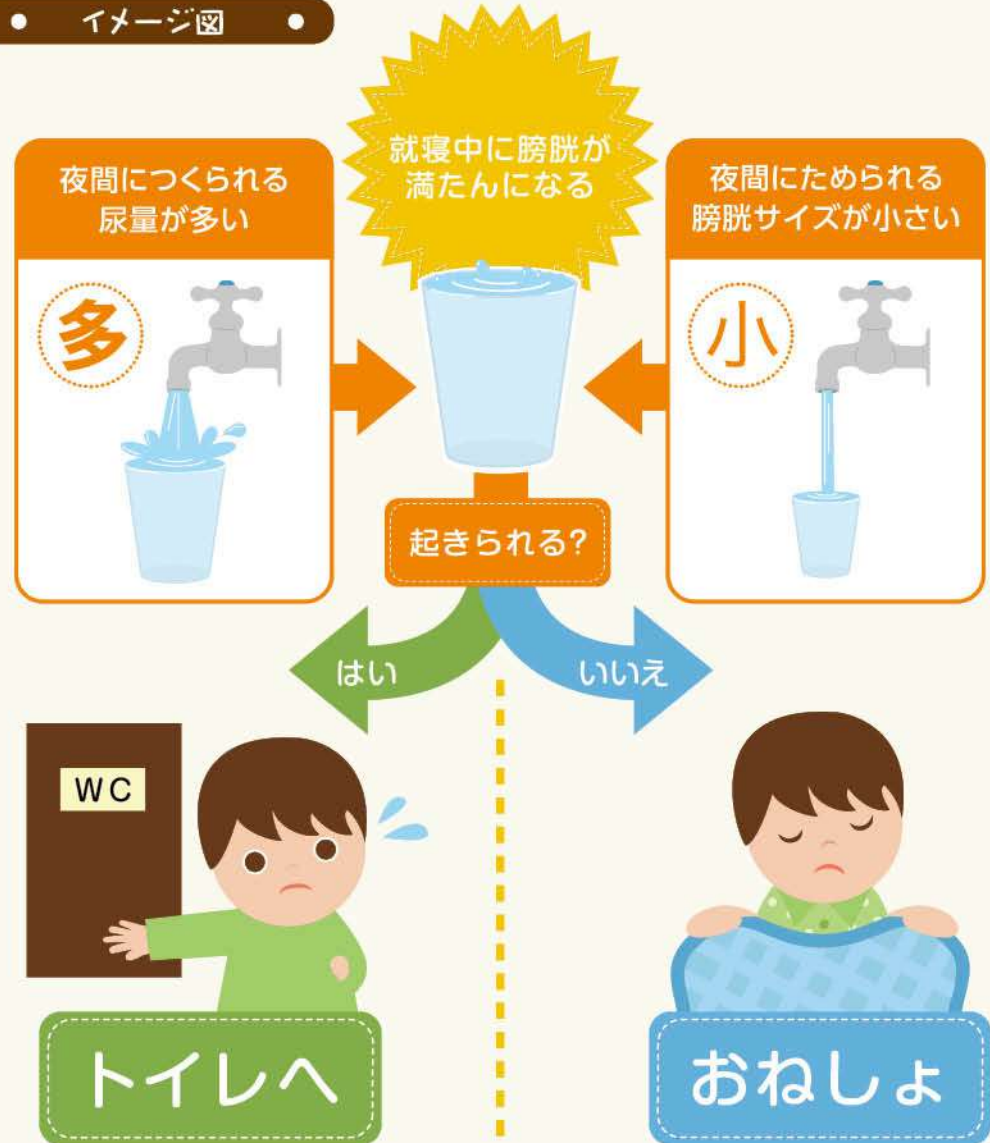 イメージ図
就寝中に膀胱が
満たんになる
夜間につくられる
尿量が多い
多
夜間にためられる
膀胱サイズが小さい
小
起きられる?
はい
いいえ
WC
トイレへ
おねしょ